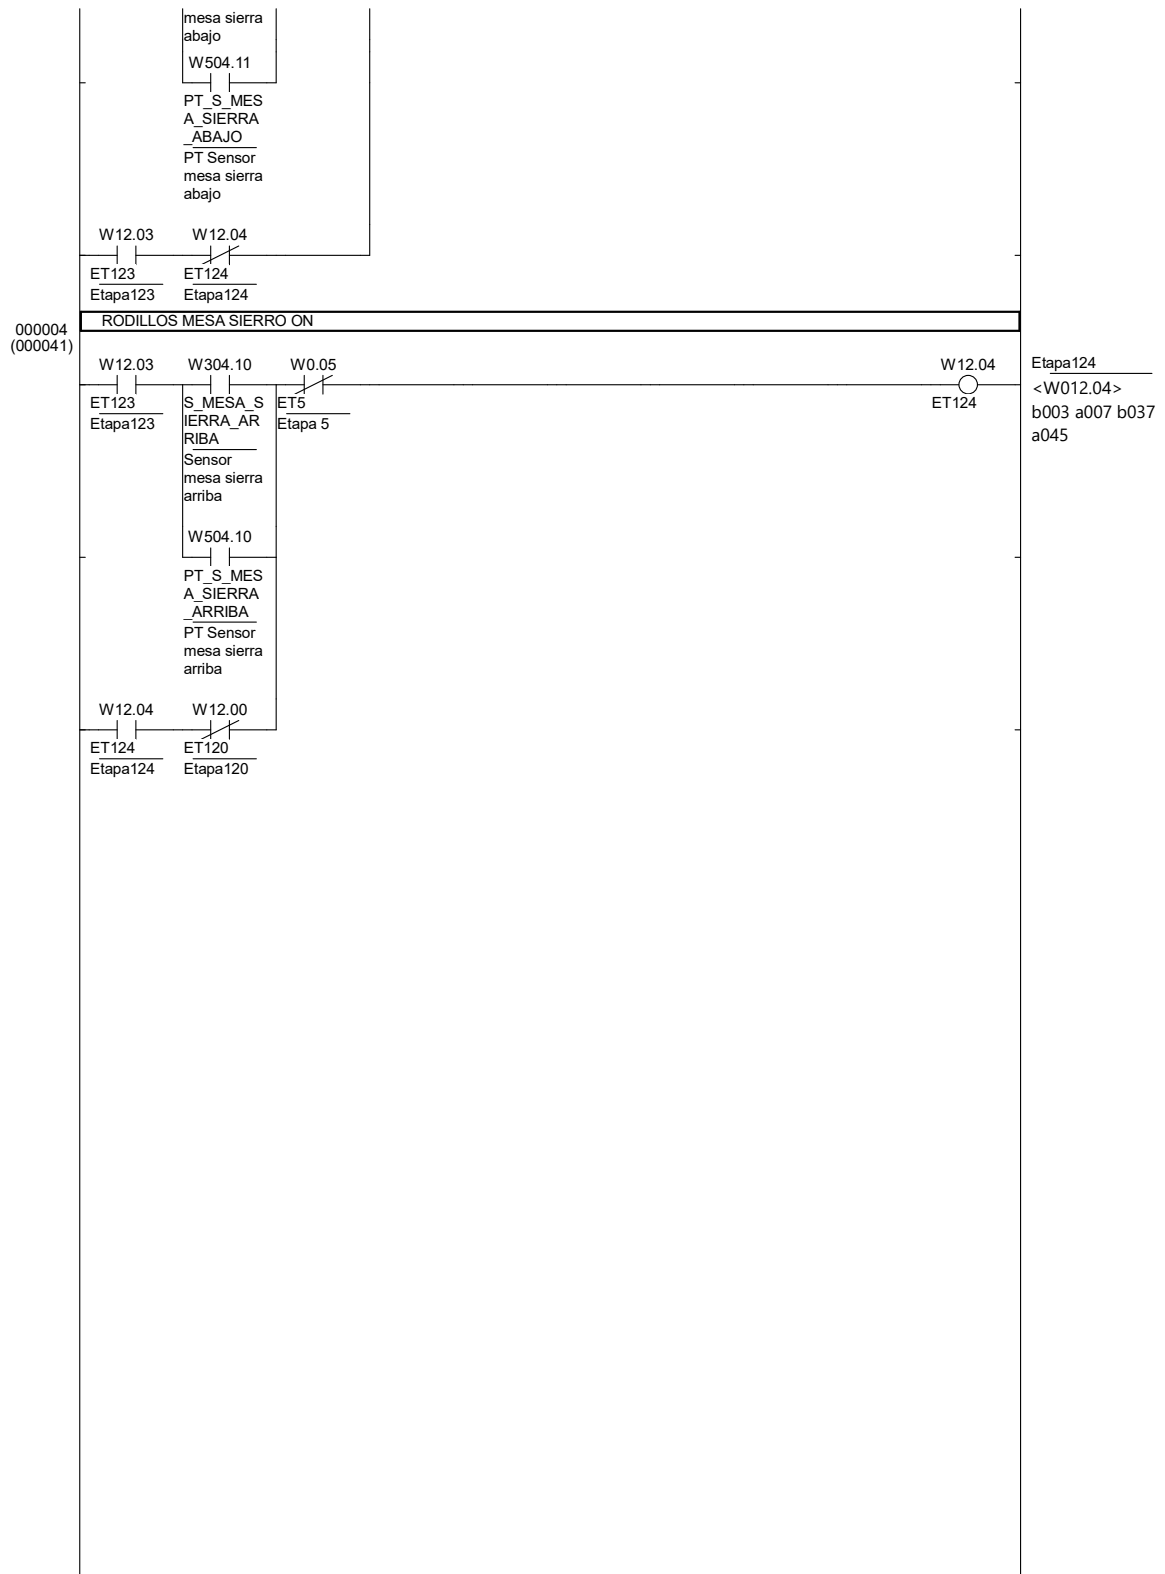 mesa sierra
abajo
W504.11
PT_S_MES
A_SIERRA
_ABAJO
PT Sensor
mesa sierra
abajo
W12.03 W12.04
ET123 ET124
Etapa123 Etapa124
000004
(000041)
RODILLOS MESA SIERRO ON
W12.03 W304.10 W0.05 W12.04
ET123 S_MESA_S ET5 ET124
Etapa123 IERRA_AR Etapa 5
RIBA
Sensor
mesa sierra
arriba
Etapa124
<W012.04>
b003 a007 b037
a045
W504.10
PT_S_MES
A_SIERRA
_ARRIBA
PT Sensor
mesa sierra
arriba
W12.04 W12.00
ET124 ET120
Etapa124 Etapa120